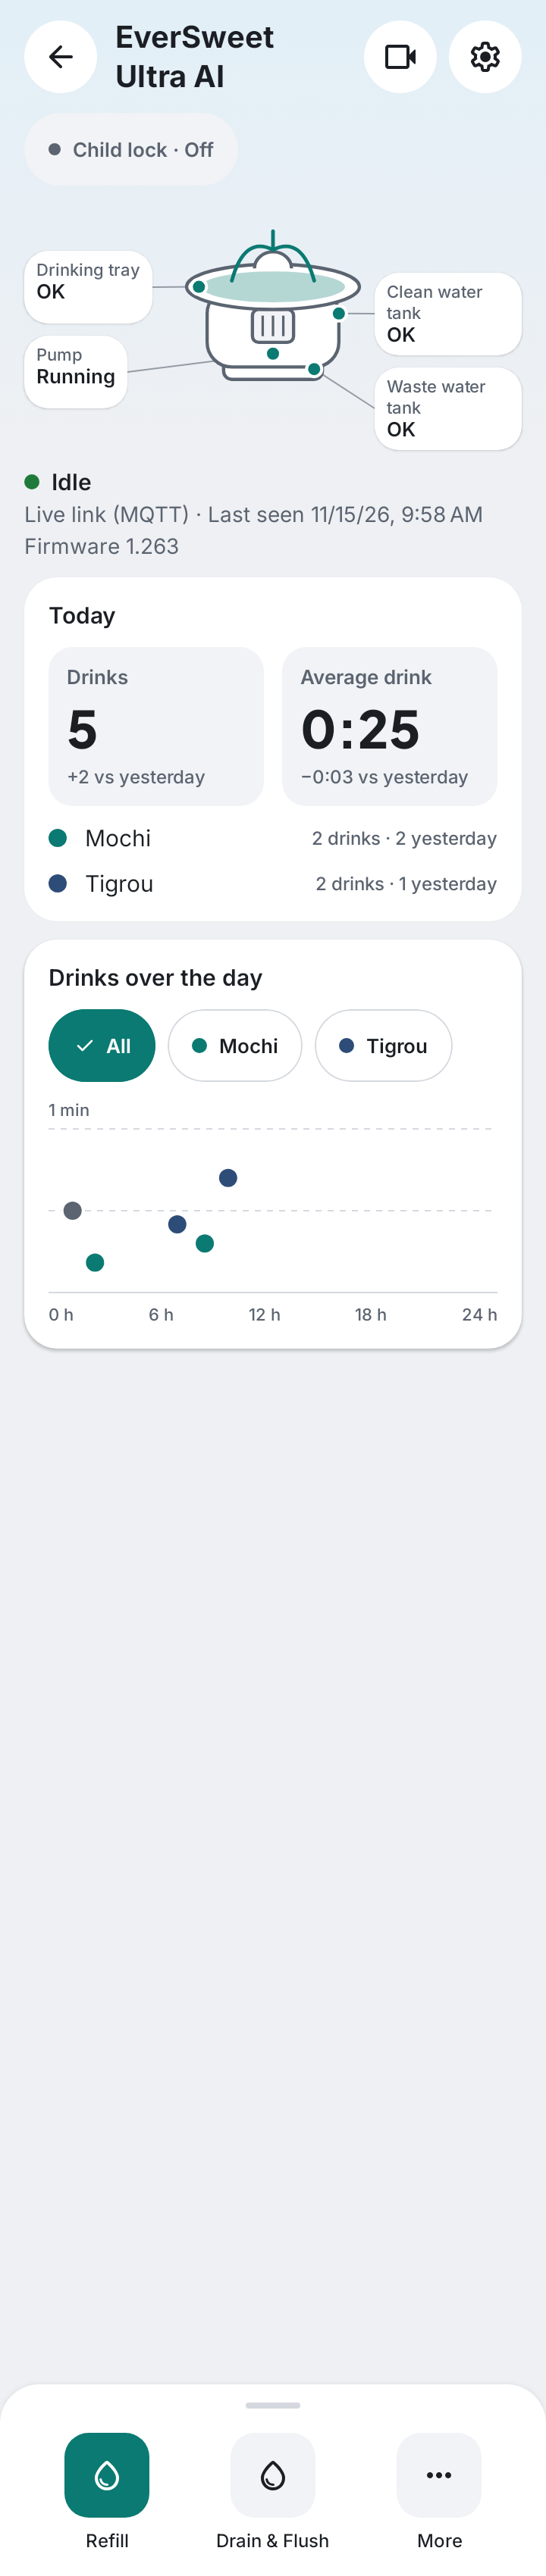 EverSweet
Ultra AI
Child lock · Off
Drinking tray
OK
Clean water
tank
OK
Pump
Running
Waste water
tank
OK
Idle
Live link (MQTT) · Last seen 11/15/26, 9:58 AM
Firmware 1.263
Today
Drinks
5
+2 vs yesterday
Average drink
0:25
−0:03 vs yesterday
Mochi
2 drinks · 2 yesterday
Tigrou
2 drinks · 1 yesterday
Drinks over the day
All
Mochi
Tigrou
1 min
0 h
6 h
12 h
18 h
24 h
Refill
Drain & Flush
More